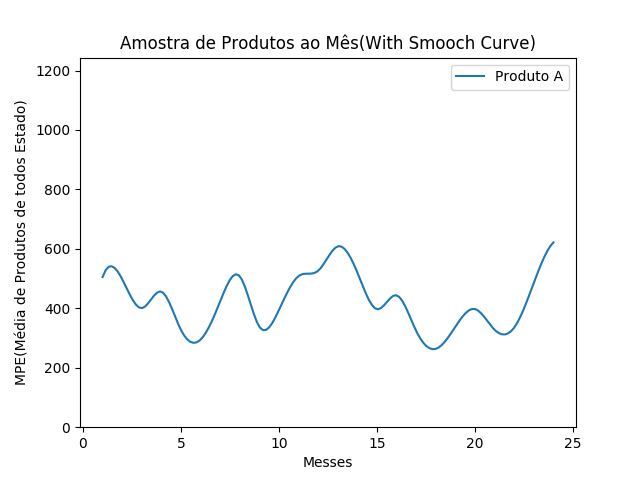 Amostra de Produtos ao Mês(With Smooch Curve)
Produto A
MPE(Média de Produtos de todos Estado)
1200
1000
800
600
400
200
0
0 5 10 15 20 25
Messes